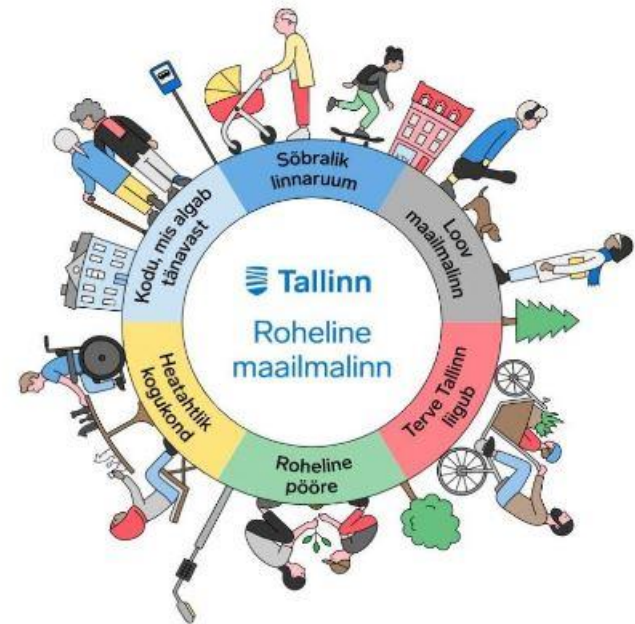 Sõbralik
linnaruum
Loov
maailmalinn
Terve Tallinn
liigub
Roheline
pööre
Heatahtlik
kogukond
Kodu, mis algab
tänavast
Tallinn
Roheline
maailmalinn